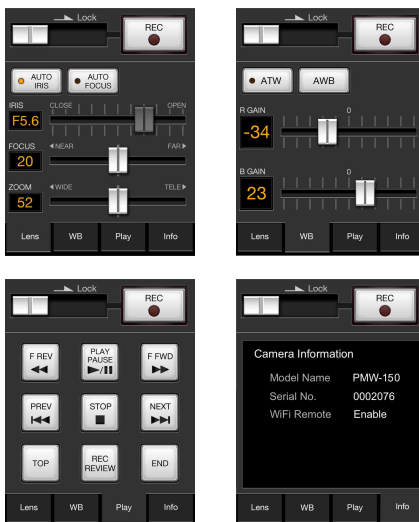 Lock
REC
AUTO
IRIS
AUTO
FOCUS
IRIS
CLOSE
OPEN
F5.6
FOCUS
NEAR
FAR
20
ZOOM
WIDE
TELE
52
Lens WB Play Info
Lock
REC
ATW AWB
R GAIN
0
-34
B GAIN
0
23
Lens WB Play Info
Lock
REC
F REV
PLAY
PAUSE
F FWD
PREV
STOP
NEXT
TOP
REC
REVIEW
END
Lens WB Play Info
Lock
REC
Camera Information
Model Name PMW-150
Serial No. 0002076
WiFi Remote Enable
Lens WB Play Info